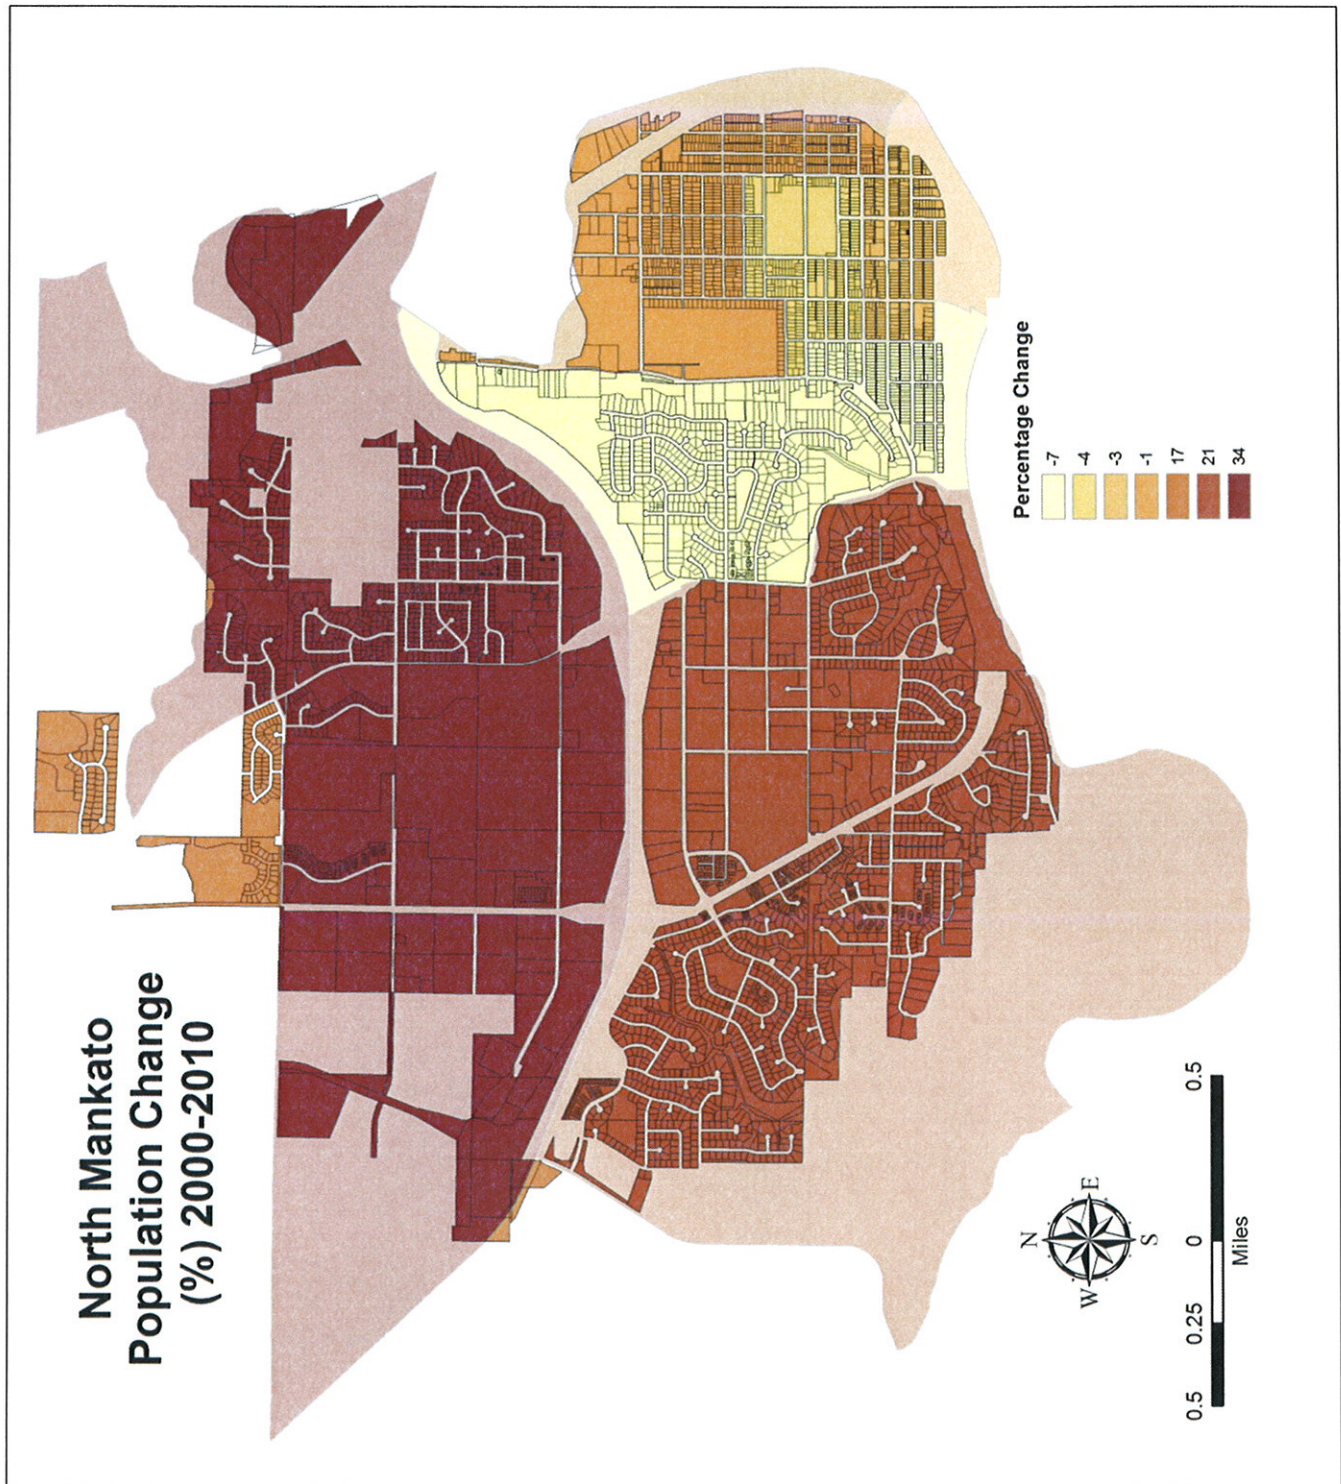 North Mankato
Population Change
(%) 2000-2010
Percentage Change
-7
-4
-3
-1
17
21
34
N
W
E
S
0.5
0.25
0
0.5
Miles